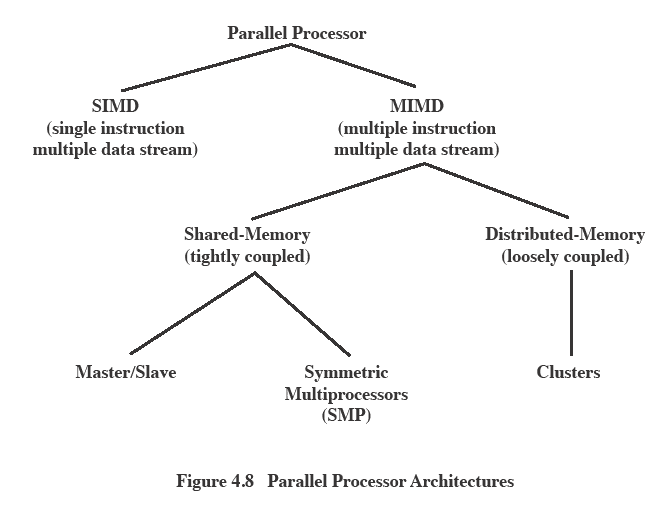 Parallel Processor
SIMD
(single instruction
multiple data stream)
MIMD
(multiple instruction
multiple data stream)
Shared-Memory
(tightly coupled)
Distributed-Memory
(loosely coupled)
Master/Slave
Symmetric
Multiprocessors
(SMP)
Clusters
Figure 4.8 Parallel Processor Architectures